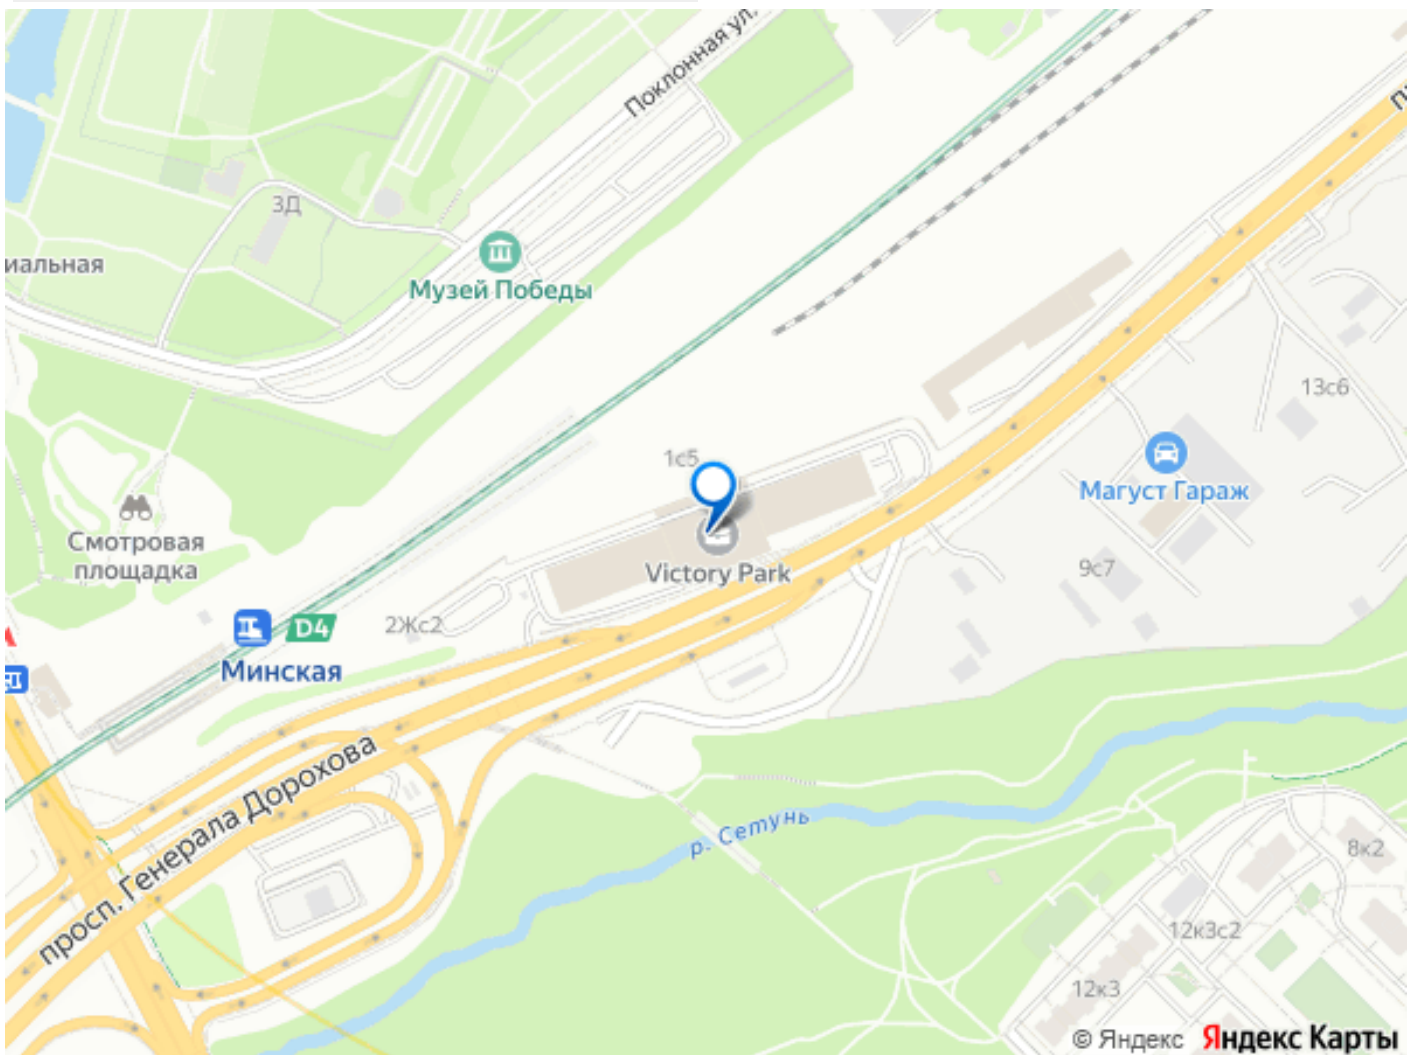 Поклонная ул.
3Д
иальная
Музей Победы
13с6
1с5
Магуст Гараж
Смотровая
площадка
Victory Park
9с7
2Жс2
D4
Минская
просп. Генерала Дорохова
р. Сетунь
8к2
12к3с2
12к3
© Яндекс Яндекс Карты